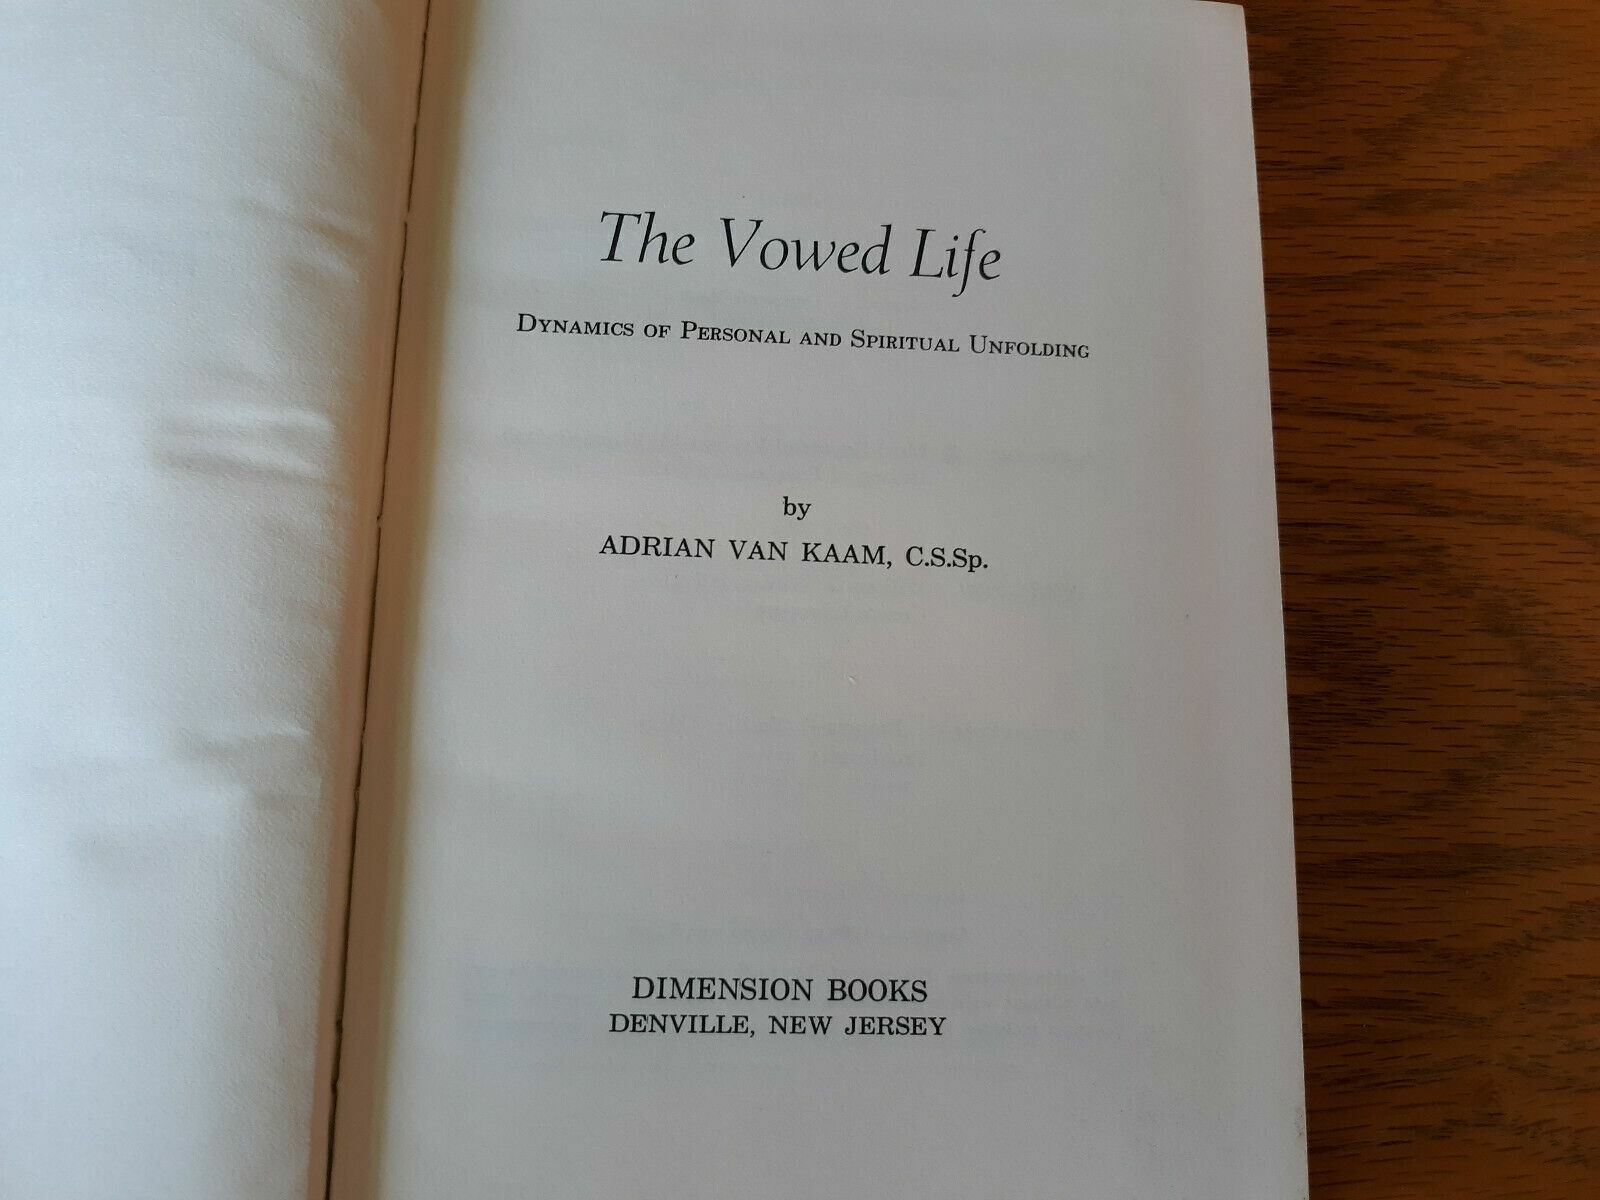 The Vowed Life
DYNAMICS OF PERSONAL AND SPIRITUAL UNFOLDING
by
ADRIAN VAN KAAM, C.S.Sp.
DIMENSION BOOKS
DENVILLE, NEW JERSEY